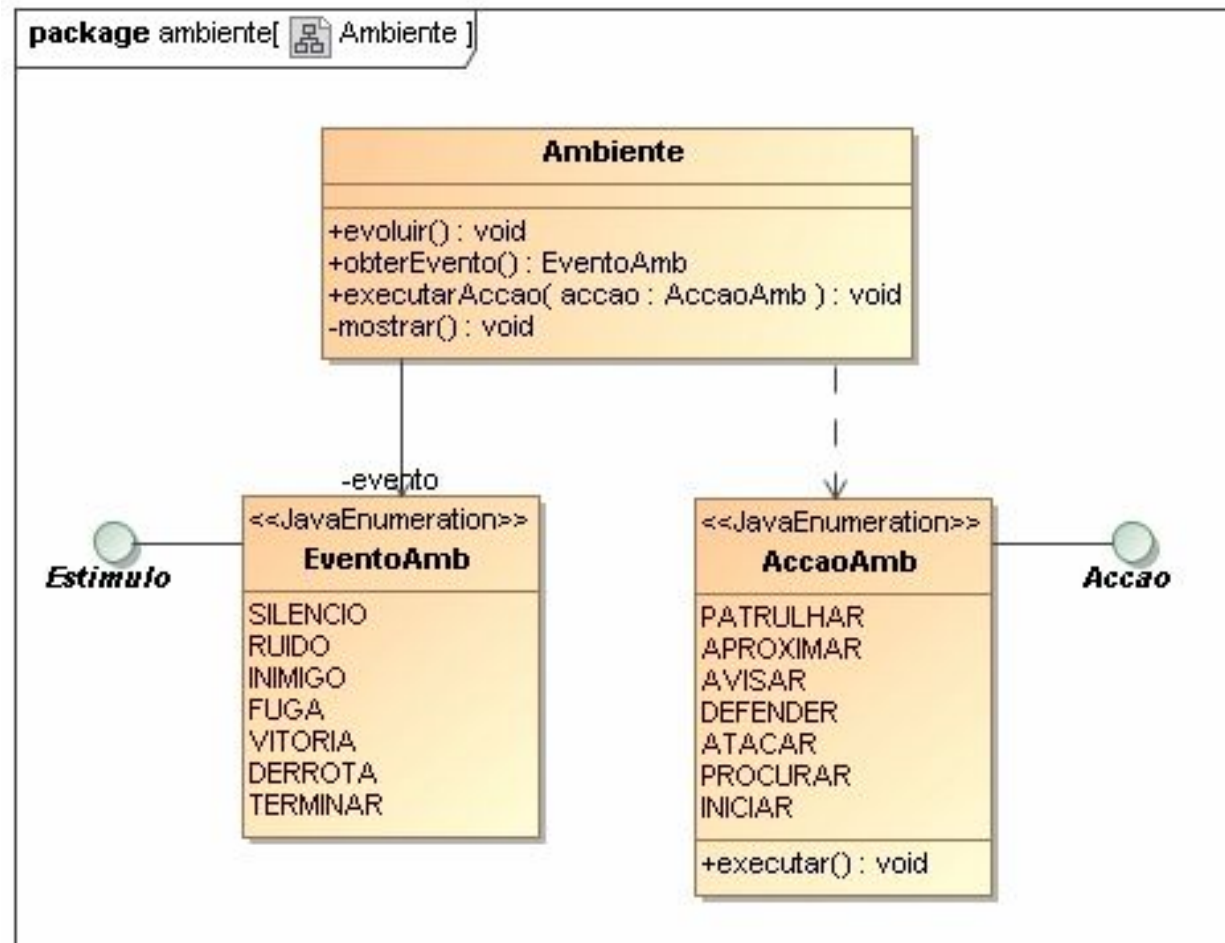 package ambiente[ Ambiente ]
Ambiente
+evoluir() : void
+obterEvento() : EventoAmb
+executarAccao( accao : AccaoAmb ) : void
-mostrar() : void
-evento
<<JavaEnumeration>>
EventoAmb
SILENCIO
RUIDO
INIMIGO
FUGA
VITORIA
DERROTA
TERMINAR
Estimulo
<<JavaEnumeration>>
AccaoAmb
PATRULHAR
APROXIMAR
AVISAR
DEFENDER
ATACAR
PROCURAR
INICIAR
+executar() : void
Accao